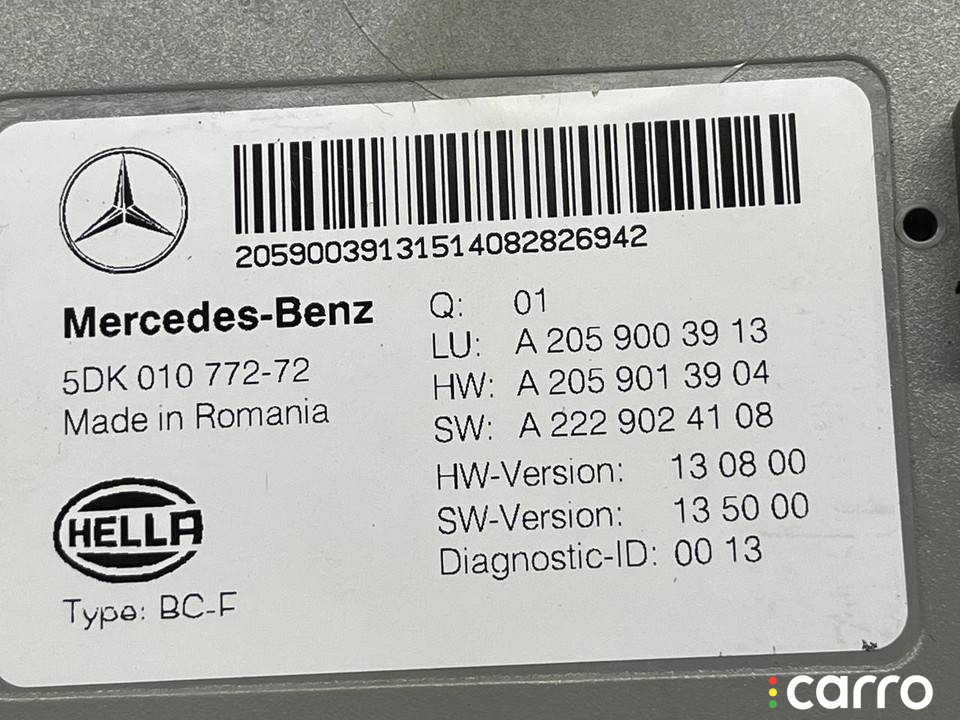 2059003913151408​2826942
Mercedes-Benz
5DK 010 772-72
Made in Romania
HELLA
Type: BC-F
Q: 01
LU: A 205 900 39 13
HW: A 205 901 39 04
SW: A 222 902 41 08
HW-Version: 13 08 00
SW-Version: 13 50 00
Diagnostic-ID: 00 13
carro